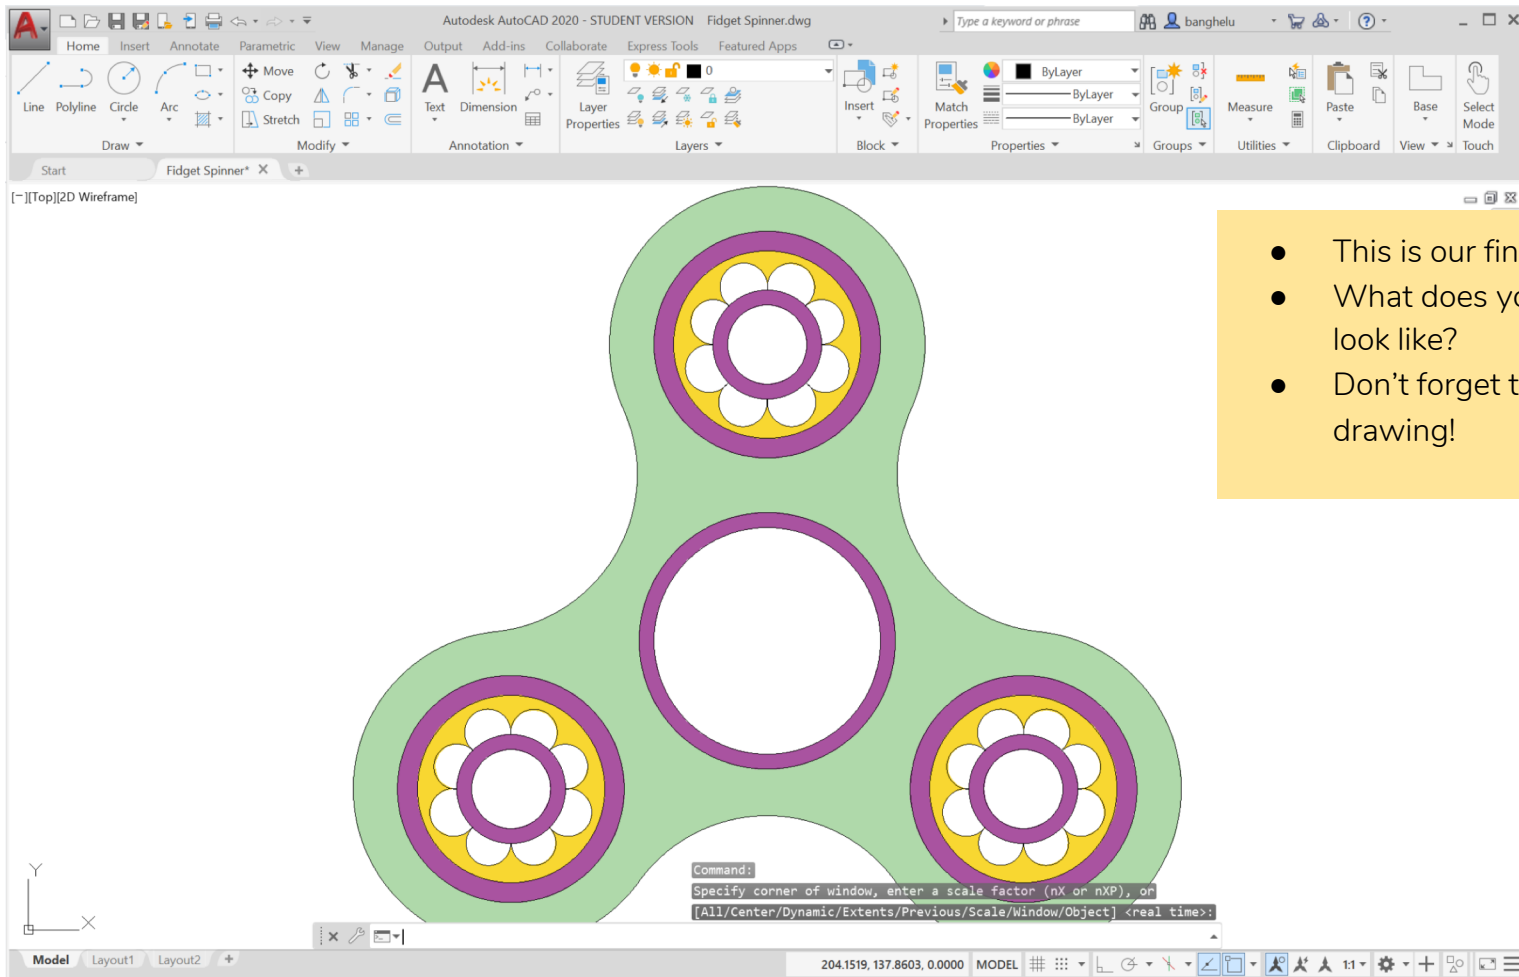 Autodesk AutoCAD 2020 - STUDENT VERSION Fidget Spinner.dwg
Type a keyword or phrase
banghelu
Home Insert Annotate Parametric View Manage Output Add-ins Collaborate Express Tools Featured Apps
Line Polyline Circle Arc
Move
Copy
Stretch
Text Dimension
Layer Properties
0
Insert
Match Properties
ByLayer
ByLayer
ByLayer
Group
Measure
Paste
Base
Select Mode
Draw Modify Annotation Layers Block Properties Groups Utilities Clipboard View Touch
Start Fidget Spinner* +
[−][Top][2D Wireframe]
● This is our
● What does
look like?
● Don't forget
drawing!
Y
X
Command:
Specify corner of window, enter a scale factor (nX or nXP), or
[All/Center/Dynamic/Extents/Previous/Scale/Window/Object] <real time>:
Model Layout1 Layout2 +
204.1519, 137.8603, 0.0000 MODEL 1:1